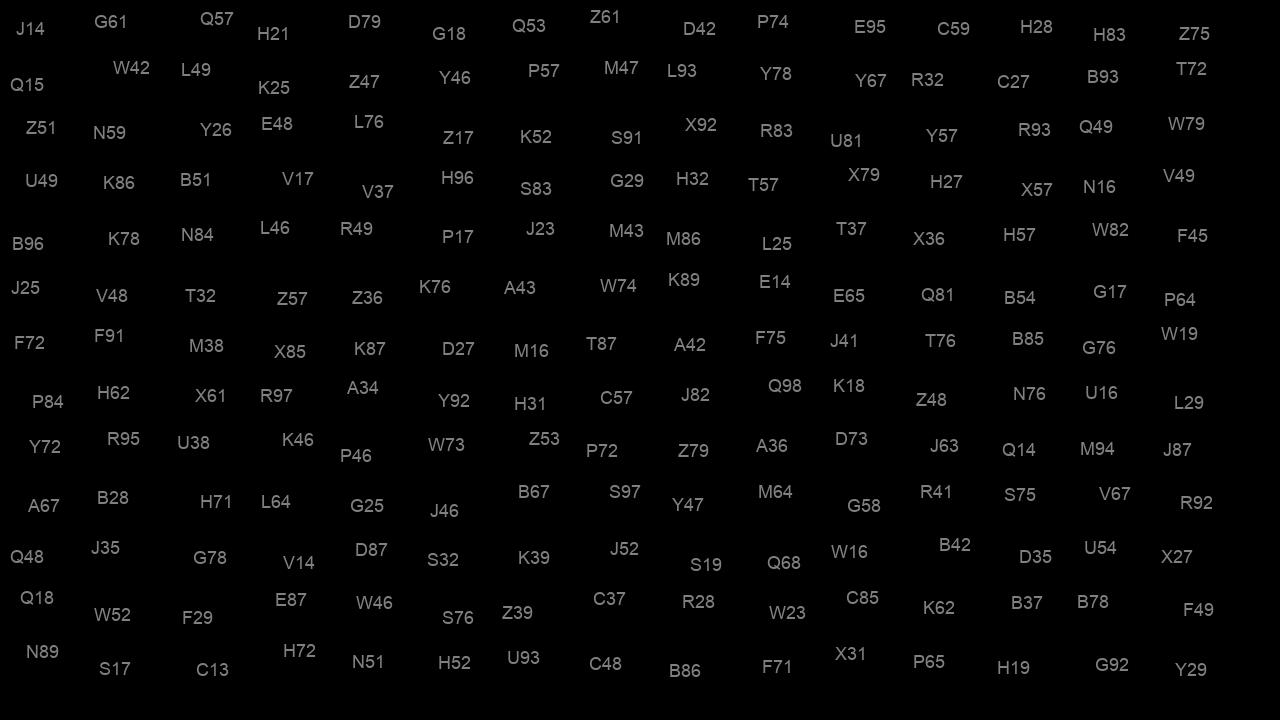 J14 G61 Q57 H21 D79 G18 Q53 Z61 D42 P74 E95 C59 H28 H83 Z75
Q15 W42 L49 K25 Z47 Y46 P57 M47 L93 Y78 Y67 R32 C27 B93 T72
Z51 N59 Y26 E48 L76 Z17 K52 S91 X92 R83 U81 Y57 R93 Q49 W79
U49 K86 B51 V17 V37 H96 S83 G29 H32 T57 X79 H27 X57 N16 V49
B96 K78 N84 L46 R49 P17 J23 M43 M86 L25 T37 X36 H57 W82 F45
J25 V48 T32 Z57 Z36 K76 A43 W74 K89 E14 E65 Q81 B54 G17 P64
F72 F91 M38 X85 K87 D27 M16 T87 A42 F75 J41 T76 B85 G76 W19
P84 H62 X61 R97 A34 Y92 H31 C57 J82 Q98 K18 Z48 N76 U16 L29
Y72 R95 U38 K46 P46 W73 Z53 P72 Z79 A36 D73 J63 Q14 M94 J87
A67 B28 H71 L64 G25 J46 B67 S97 Y47 M64 G58 R41 S75 V67 R92
Q48 J35 G78 V14 D87 S32 K39 J52 S19 Q68 W16 B42 D35 U54 X27
Q18 W52 F29 E87 W46 S76 Z39 C37 R28 W23 C85 K62 B37 B78 F49
N89 S17 C13 H72 N51 H52 U93 C48 B86 F71 X31 P65 H19 G92 Y29